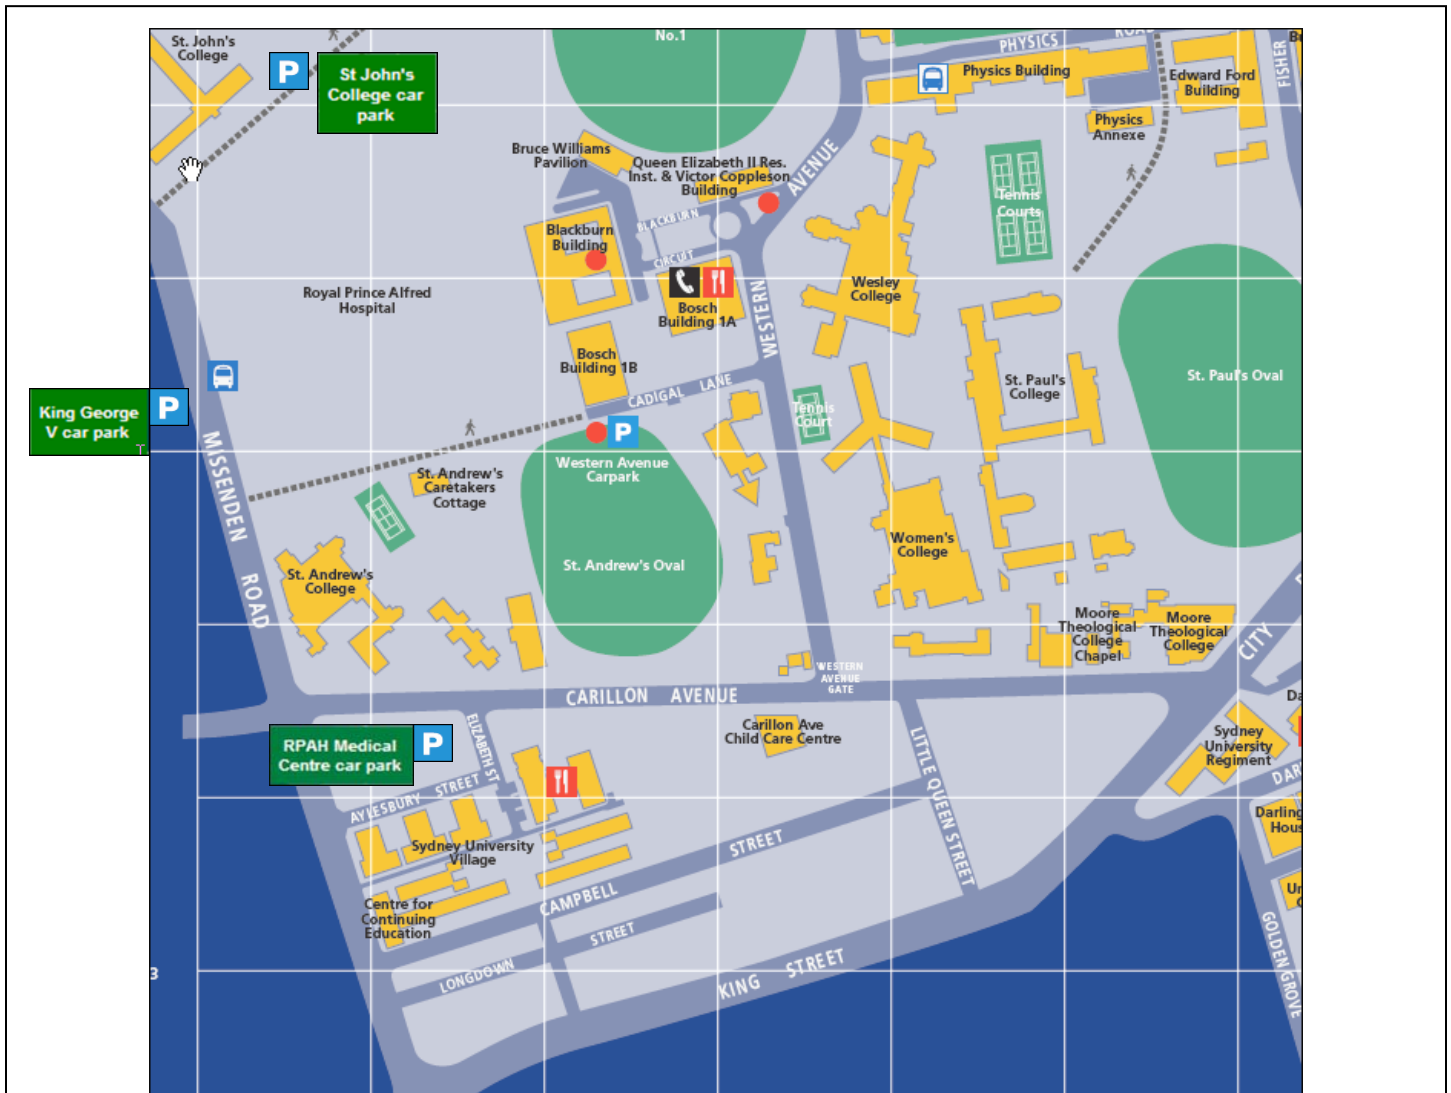 No.1
St. John's
College
P
St John's
College car
park
PHYSICS
ROAD
Physics Building
Edward Ford
Building
FISHER
Physics
Annexe
Bruce Williams
Pavilion
Queen Elizabeth II Res.
Inst. & Victor Coppleson
Building
AVENUE
Tennis
Courts
BLACKBURN
Blackburn
Building
CIRCUIT
Royal Prince Alfred
Hospital
Bosch
Building 1A
WESTERN
Wesley
College
Bosch
Building 1B
CADIGAL LANE
St. Paul's
College
St. Paul's Oval
King George
V car park
P
Tennis
Court
P
Western Avenue
Carpark
MISSENDEN
ROAD
St. Andrew's
Caretakers
Cottage
St. Andrew's Oval
Women's
College
St. Andrew's
College
Moore
Theological
College
Chapel
Moore
Theological
College
CITY
WESTERN
AVENUE
GATE
CARILLON AVENUE
Da
RPAH Medical
Centre car park
P
ELIZABETH ST
Carillon Ave
Child Care Centre
LITTLE QUEEN STREET
Sydney
University
Regiment
DAR
AYLESBURY STREET
Darling
Hous
Sydney University
Village
STREET
CAMPBELL
Centre for
Continuing
Education
STREET
LONGDOWN
KING STREET
GOLDEN GROVE
3